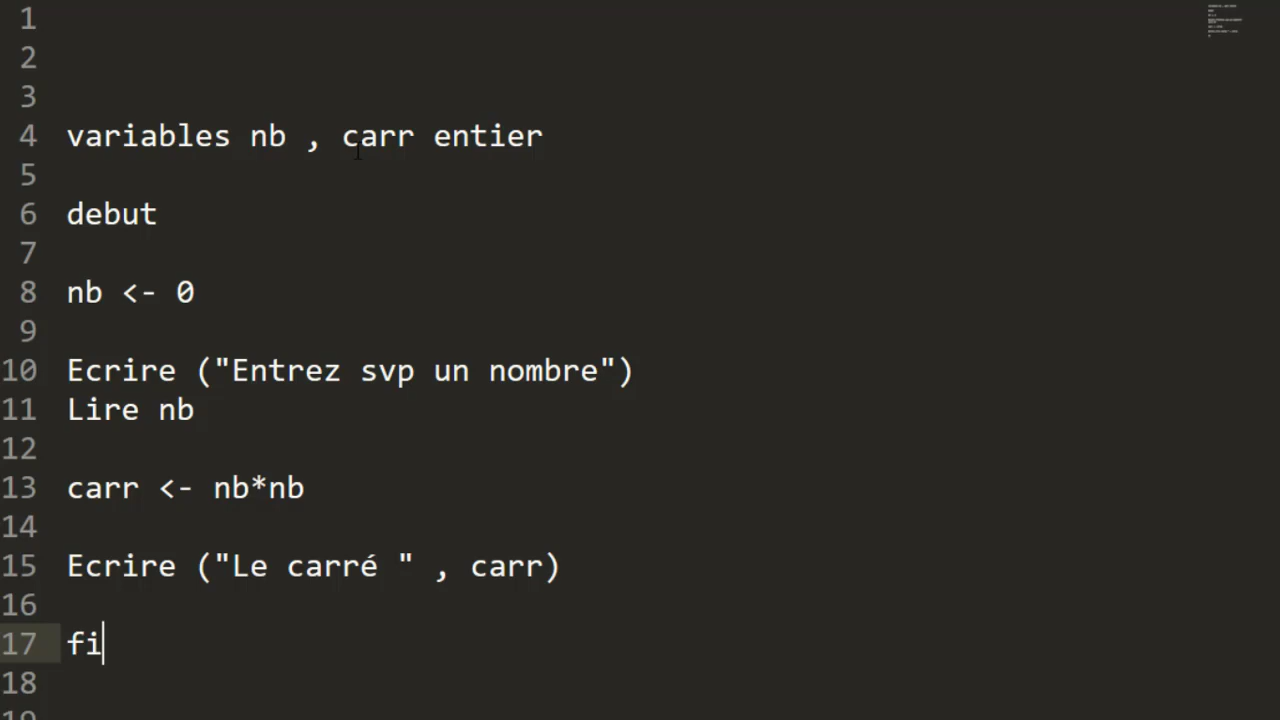 1
2
3
4 variables nb , carr entier
5
6 debut
7
8 nb <- 0
9
10 Ecrire ("Entrez svp un nombre")
11 Lire nb
12
13 carr <- nb*nb
14
15 Ecrire ("Le carré " , carr)
16
17 fi
18
19